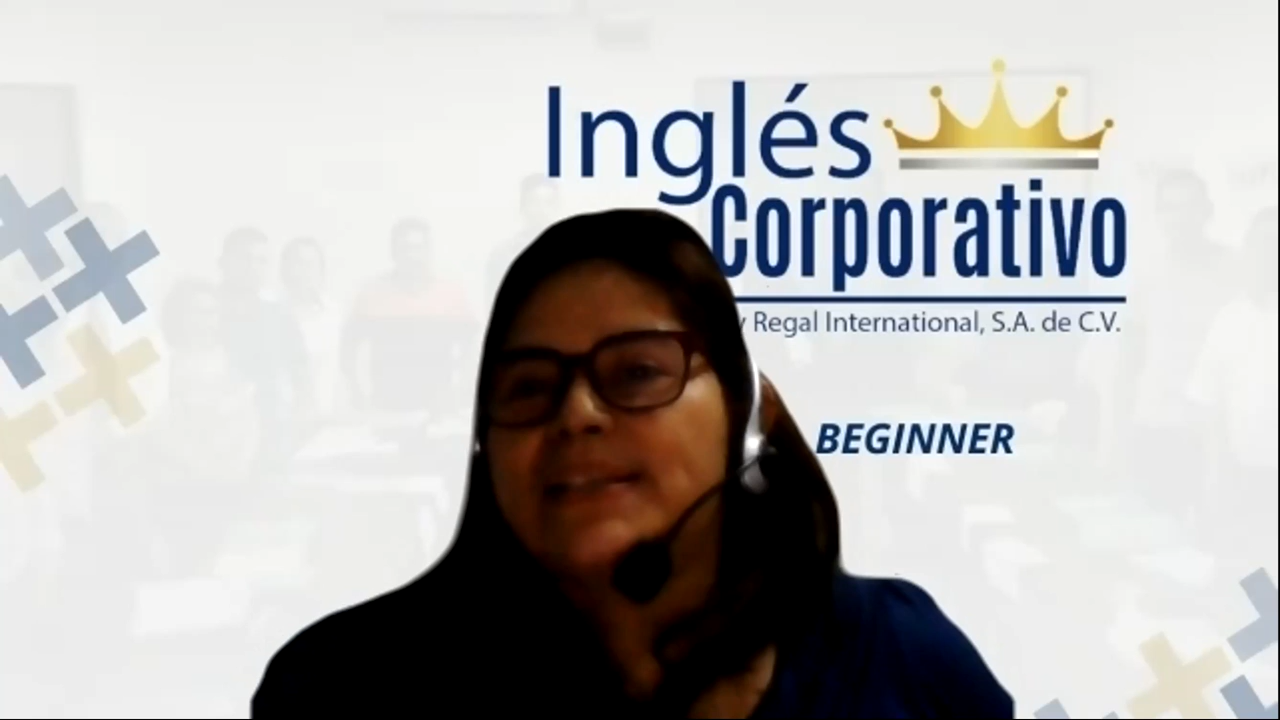 Inglés
Corporativo
Regal International, S.A. de C.V.
BEGINNER